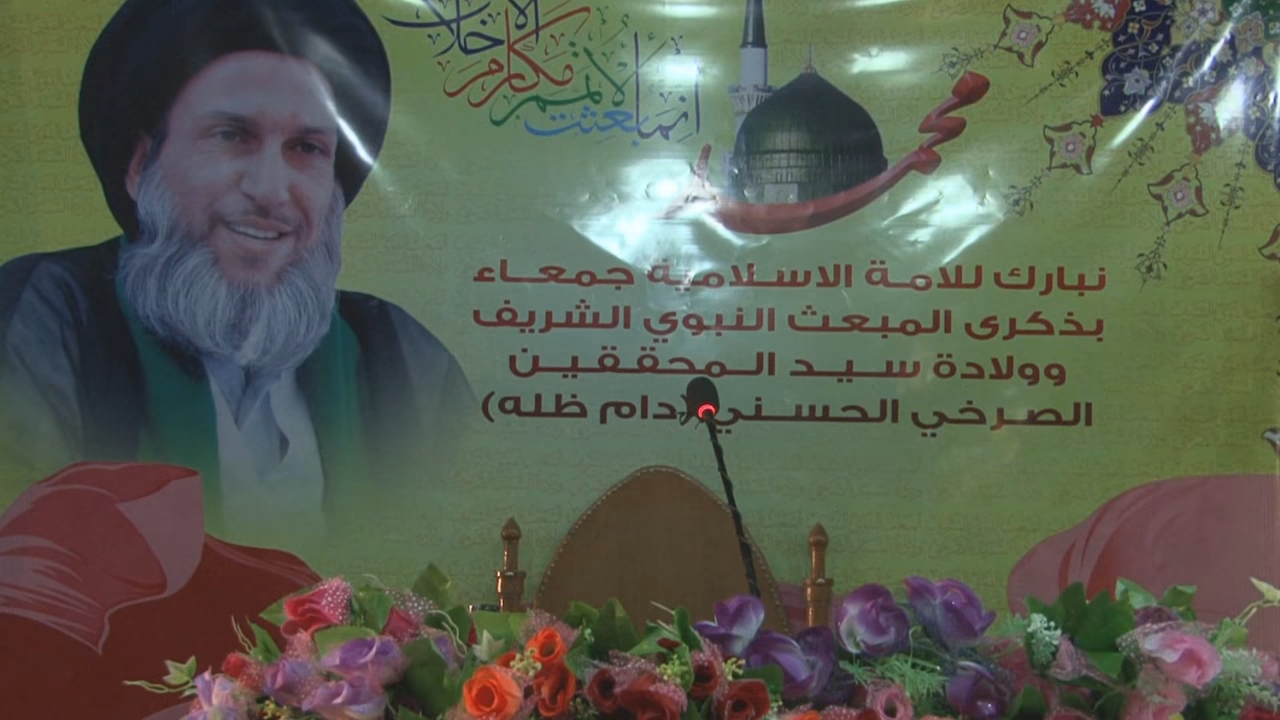 إنما بعثت
لأتمم
مكارم
الأخلاق
محمد
نبارك للامة الاسلامية جمعاء
بذكرى المبعث النبوي الشريف
وولادة سيد المحققين
الصرخي الحسني (دام ظله)